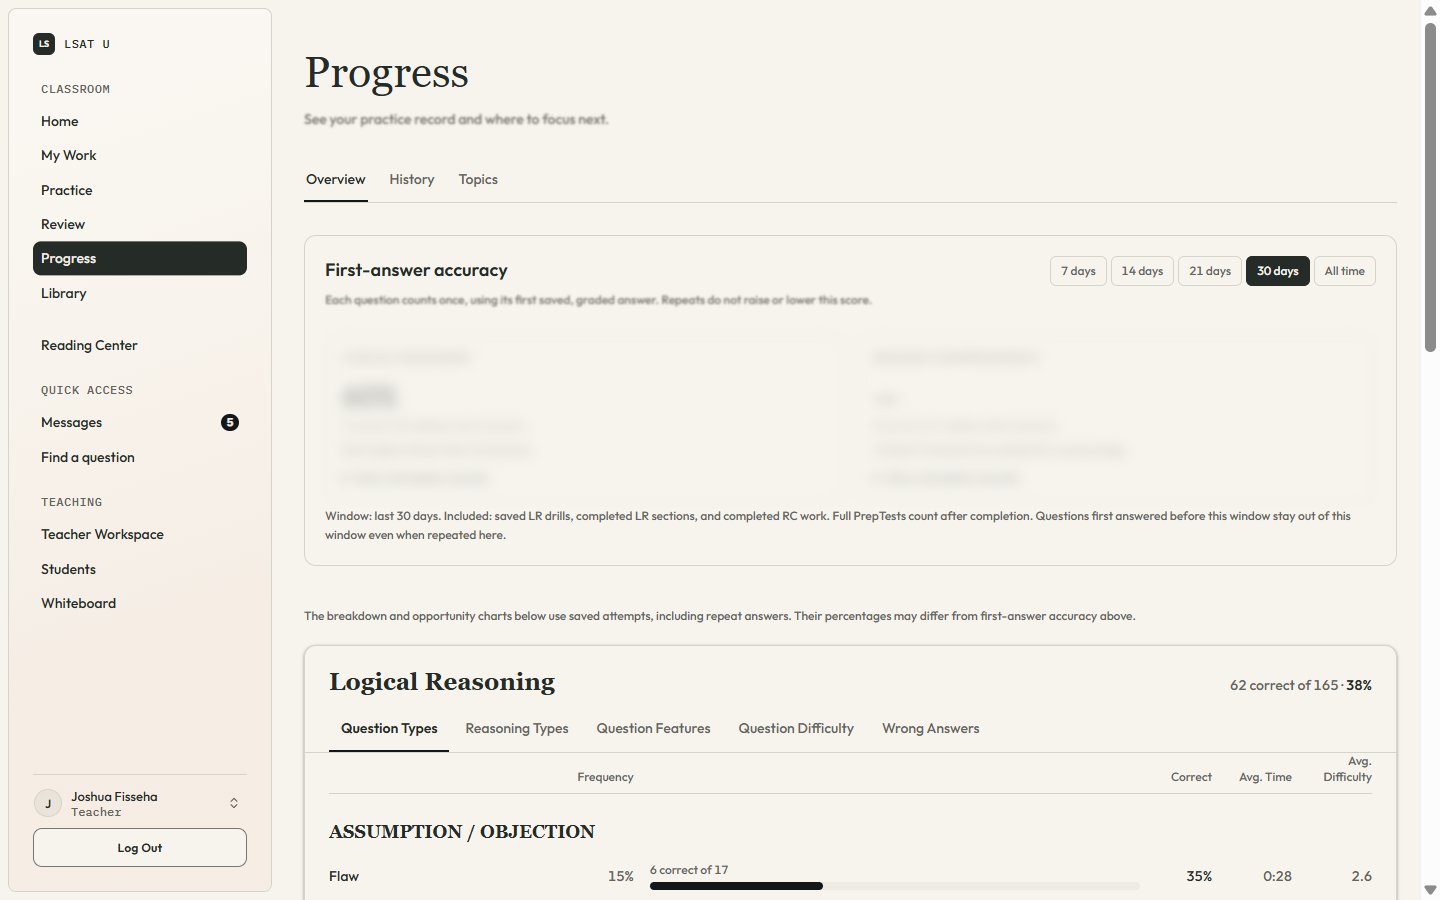 LS LSAT U
CLASSROOM
Home
My Work
Practice
Review
Progress
Library
Reading Center
QUICK ACCESS
Messages 5
Find a question
TEACHING
Teacher Workspace
Students
Whiteboard
J Joshua Fisseha
Teacher
Log Out
Progress
See your practice record and where to focus next.
Overview History Topics
First-answer accuracy
7 days 14 days 21 days 30 days All time
Each question counts once, using its first saved, graded answer. Repeats do not raise or lower this score.
Window: last 30 days. Included: saved LR drills, completed LR sections, and completed RC work. Full PrepTests count after completion. Questions first answered before this window stay out of this
window even when repeated here.
The breakdown and opportunity charts below use saved attempts, including repeat answers. Their percentages may differ from first-answer accuracy above.
Logical Reasoning
62 correct of 165 · 38%
Question Types Reasoning Types Question Features Question Difficulty Wrong Answers
Frequency Correct Avg. Time Avg. Difficulty
ASSUMPTION / OBJECTION
Flaw 15% 6 correct of 17 35% 0:28 2.6